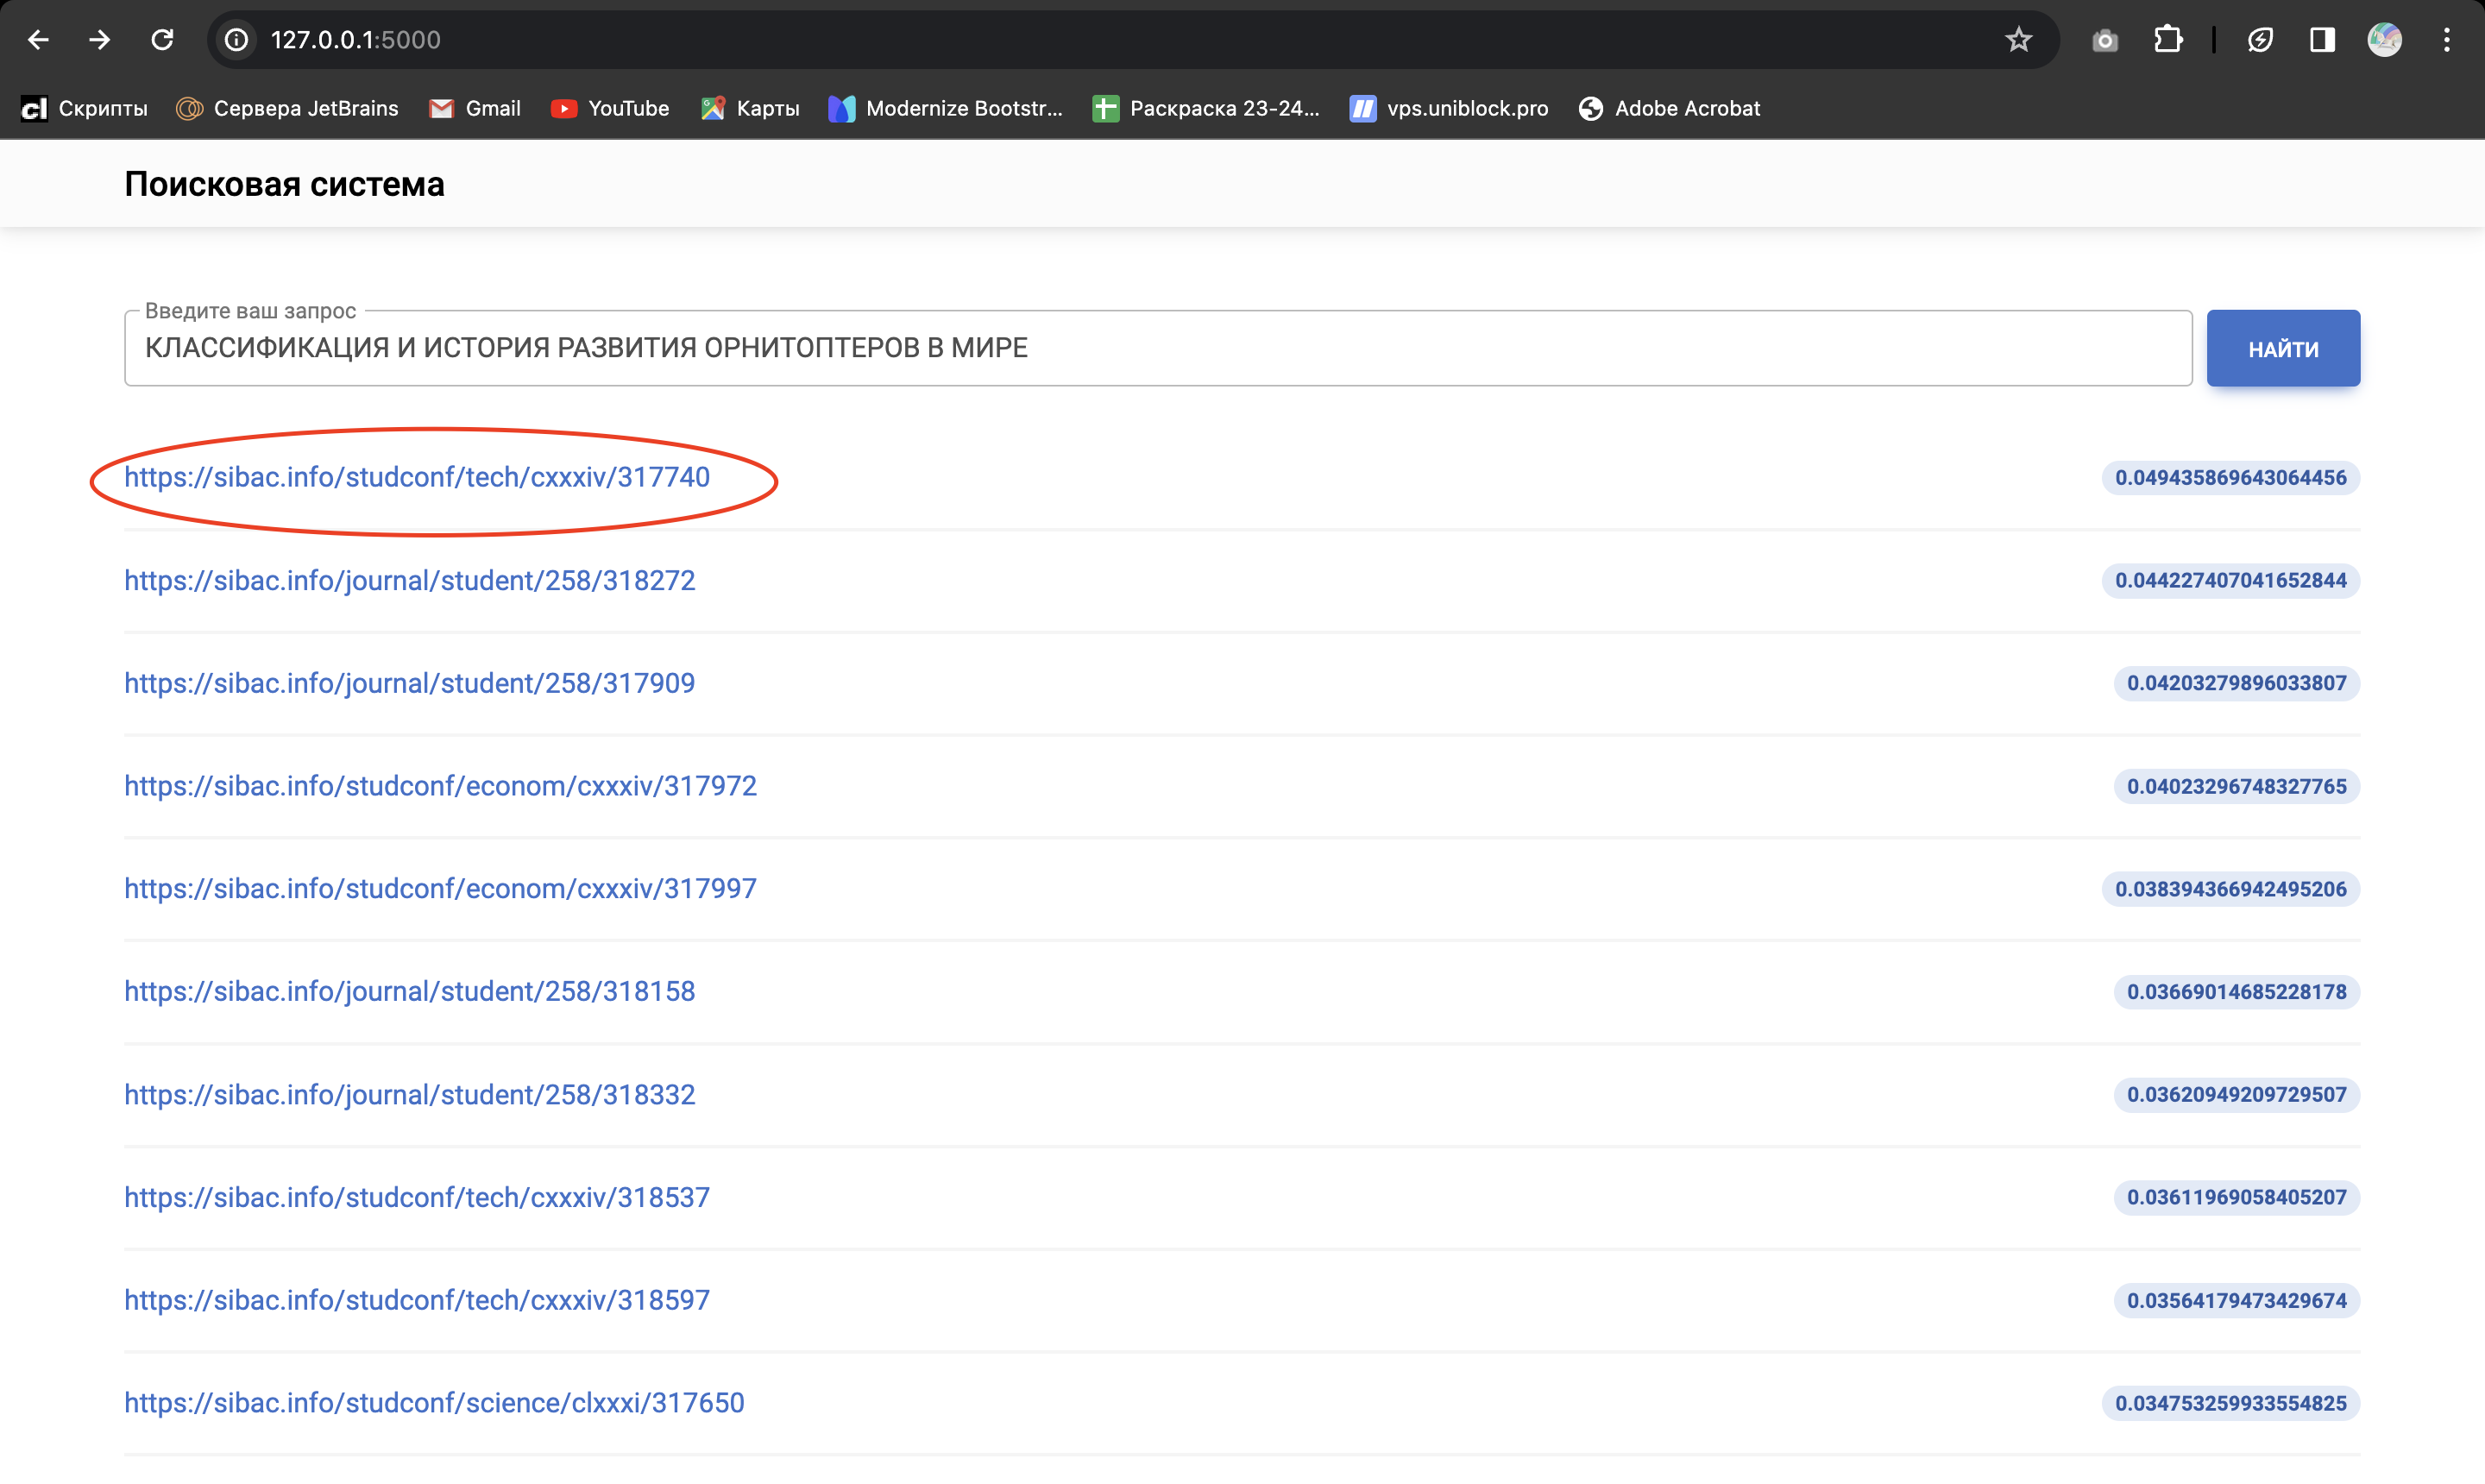 127.0.0.1:5000
cl Скрипты Сервера JetBrains Gmail YouTube Карты Modernize Bootstr... Раскраска 23-24... vps.uniblock.pro Adobe Acrobat
Поисковая система
Введите ваш запрос
КЛАССИФИКАЦИЯ И ИСТОРИЯ РАЗВИТИЯ ОРНИТОПТЕРОВ В МИРЕ НАЙТИ
https://sibac.info/studconf/tech/cxxxiv/317740 0.049435869643064456
https://sibac.info/journal/student/258/318272 0.044227407041652844
https://sibac.info/journal/student/258/317909 0.04203279896033807
https://sibac.info/studconf/econom/cxxxiv/317972 0.04023296748327765
https://sibac.info/studconf/econom/cxxxiv/317997 0.038394366942495206
https://sibac.info/journal/student/258/318158 0.03669014685228178
https://sibac.info/journal/student/258/318332 0.03620949209729507
https://sibac.info/studconf/tech/cxxxiv/318537 0.03611969058405207
https://sibac.info/studconf/tech/cxxxiv/318597 0.03564179473429674
https://sibac.info/studconf/science/clxxxi/317650 0.034753259933554825